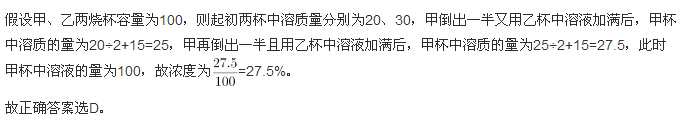 假设甲、乙两烧杯容量为100，则起初两杯中溶质量分别为20、30，甲倒出一半又用乙杯中溶液加满后，甲杯
中溶质的量为20÷2+15=25，甲再倒出一半且用乙杯中溶液加满后，甲杯中溶质的量为25÷2+15=27.5，此时
甲杯中溶液的量为100，故浓度为27.5/100=27.5%。
故正确答案选D。